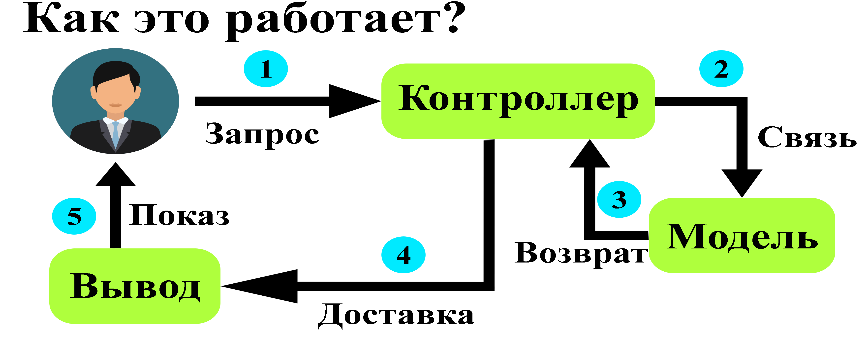 Как это работает?
1
2
Контроллер
Запрос
Связь
3
5
Показ
Модель
4
Возврат
Вывод
Доставка